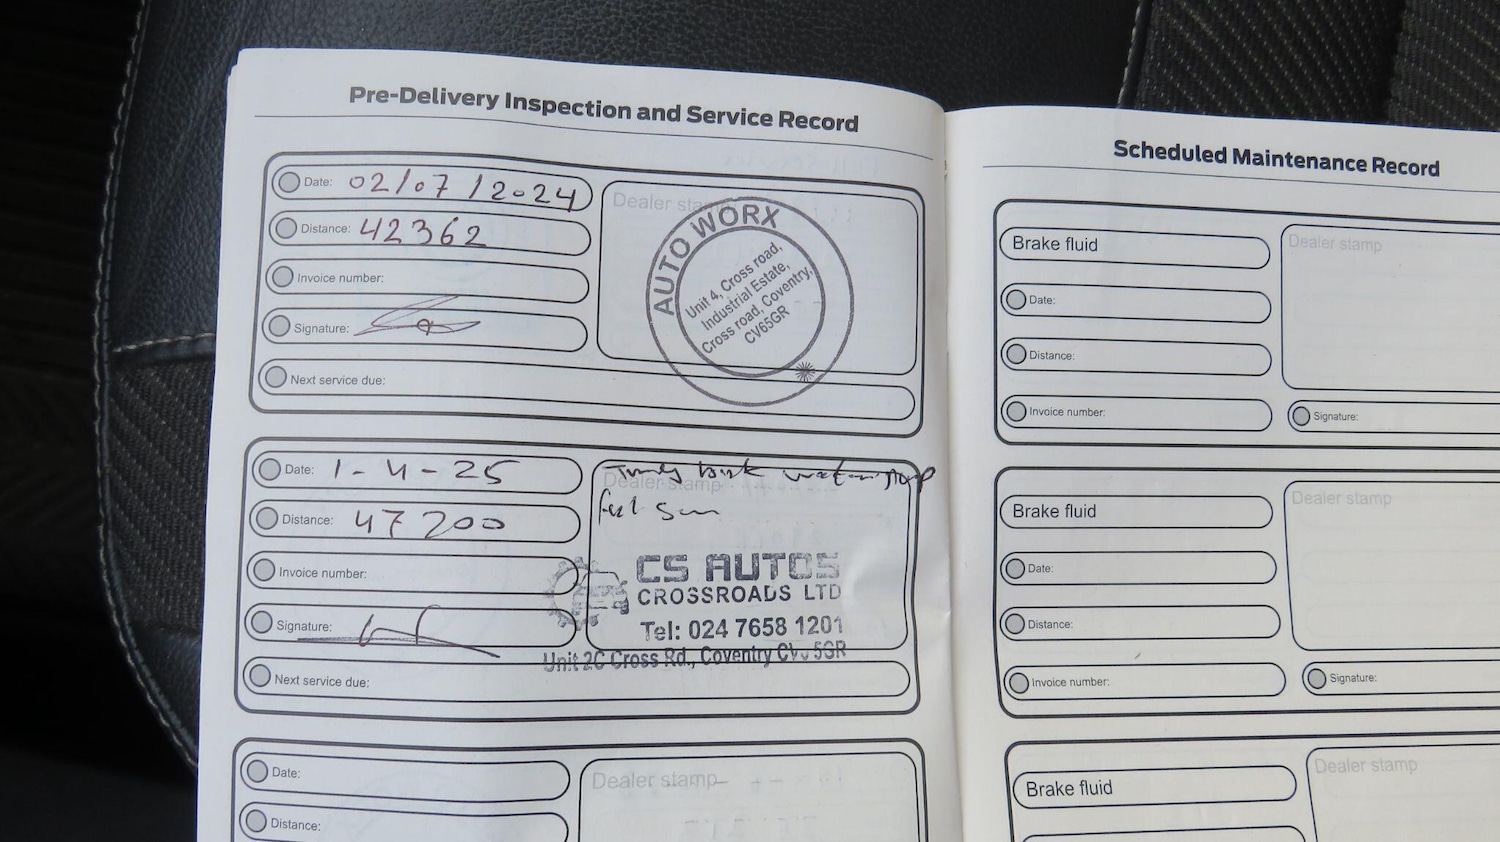 Pre-Delivery Inspection and Service Record
Date: 02/07/2024
Distance: 42362
Invoice number:
Signature:
Next service due:
Dealer stamp
AUTO WORX
Unit 4, Cross road,
Industrial Estate,
Cross road, Coventry,
CV65GR
Date: 1-4-25
Distance: 47200
Invoice number:
Signature:
Next service due:
Dealer stamp
CS AUTOS
CROSSROADS LTD
Tel: 024 7658 1201
Unit 2C Cross Rd., Coventry 5GR
Date:
Distance:
Dealer stamp
Scheduled Maintenance Record
Brake fluid
Date:
Distance:
Invoice number:
Dealer stamp
Signature:
Brake fluid
Date:
Distance:
Invoice number:
Dealer stamp
Signature:
Brake fluid
Dealer stamp